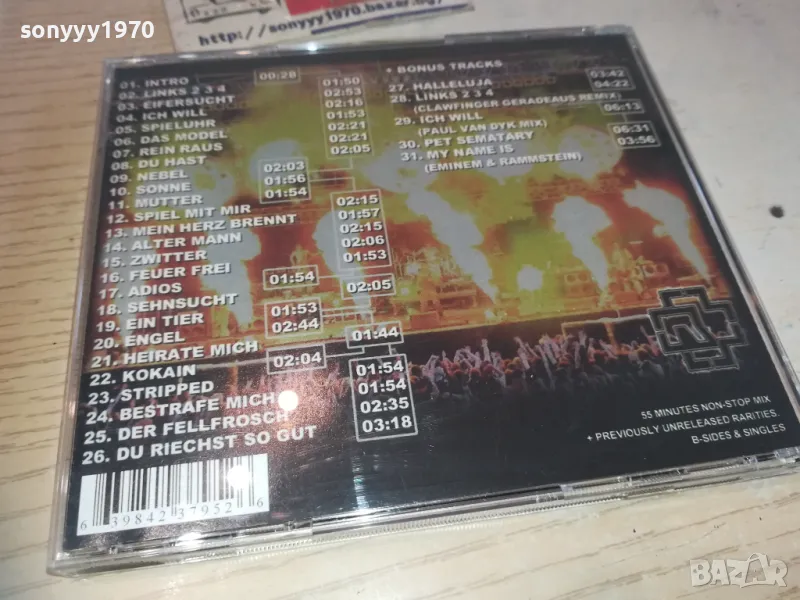 sonyyy1970
http://sonyyy1970.bazar.bg/
01. INTRO 00:28
02. LINKS 2 3 4 01:50
03. EIFERSUCHT 02:53
04. ICH WILL 02:16
05. SPIELUHR 01:53
06. DAS MODEL 02:21
07. REIN RAUS 02:21
08. DU HAST 02:05
09. NEBEL 02:03
10. SONNE 01:56
11. MUTTER 01:54
12. SPIEL MIT MIR 02:15
13. MEIN HERZ BRENNT 01:57
14. ALTER MANN 02:15
15. ZWITTER 02:06
16. FEUER FREI 01:53
17. ADIOS 01:54
18. SEHNSUCHT 02:05
19. EIN TIER 01:53
20. ENGEL 02:44
21. HEIRATE MICH 01:44
22. KOKAIN 02:04
23. STRIPPED 01:54
24. BESTRAFE MICH 01:54
25. DER FELLFROSCH 02:35
26. DU RIECHST SO GUT 03:18
+ BONUS TRACKS
27. HALLELUJA 03:42
28. LINKS 2 3 4 04:22
(CLAWFINGER GERADEAUS REMIX)
29. ICH WILL 06:13
(PAUL VAN DYK MIX)
30. PET SEMATARY 06:31
31. MY NAME IS 03:56
(EMINEM & RAMMSTEIN)
55 MINUTES NON-STOP MIX
+ PREVIOUSLY UNRELEASED RARITIES.
B-SIDES & SINGLES
6 39842 37952 6
BAZAR